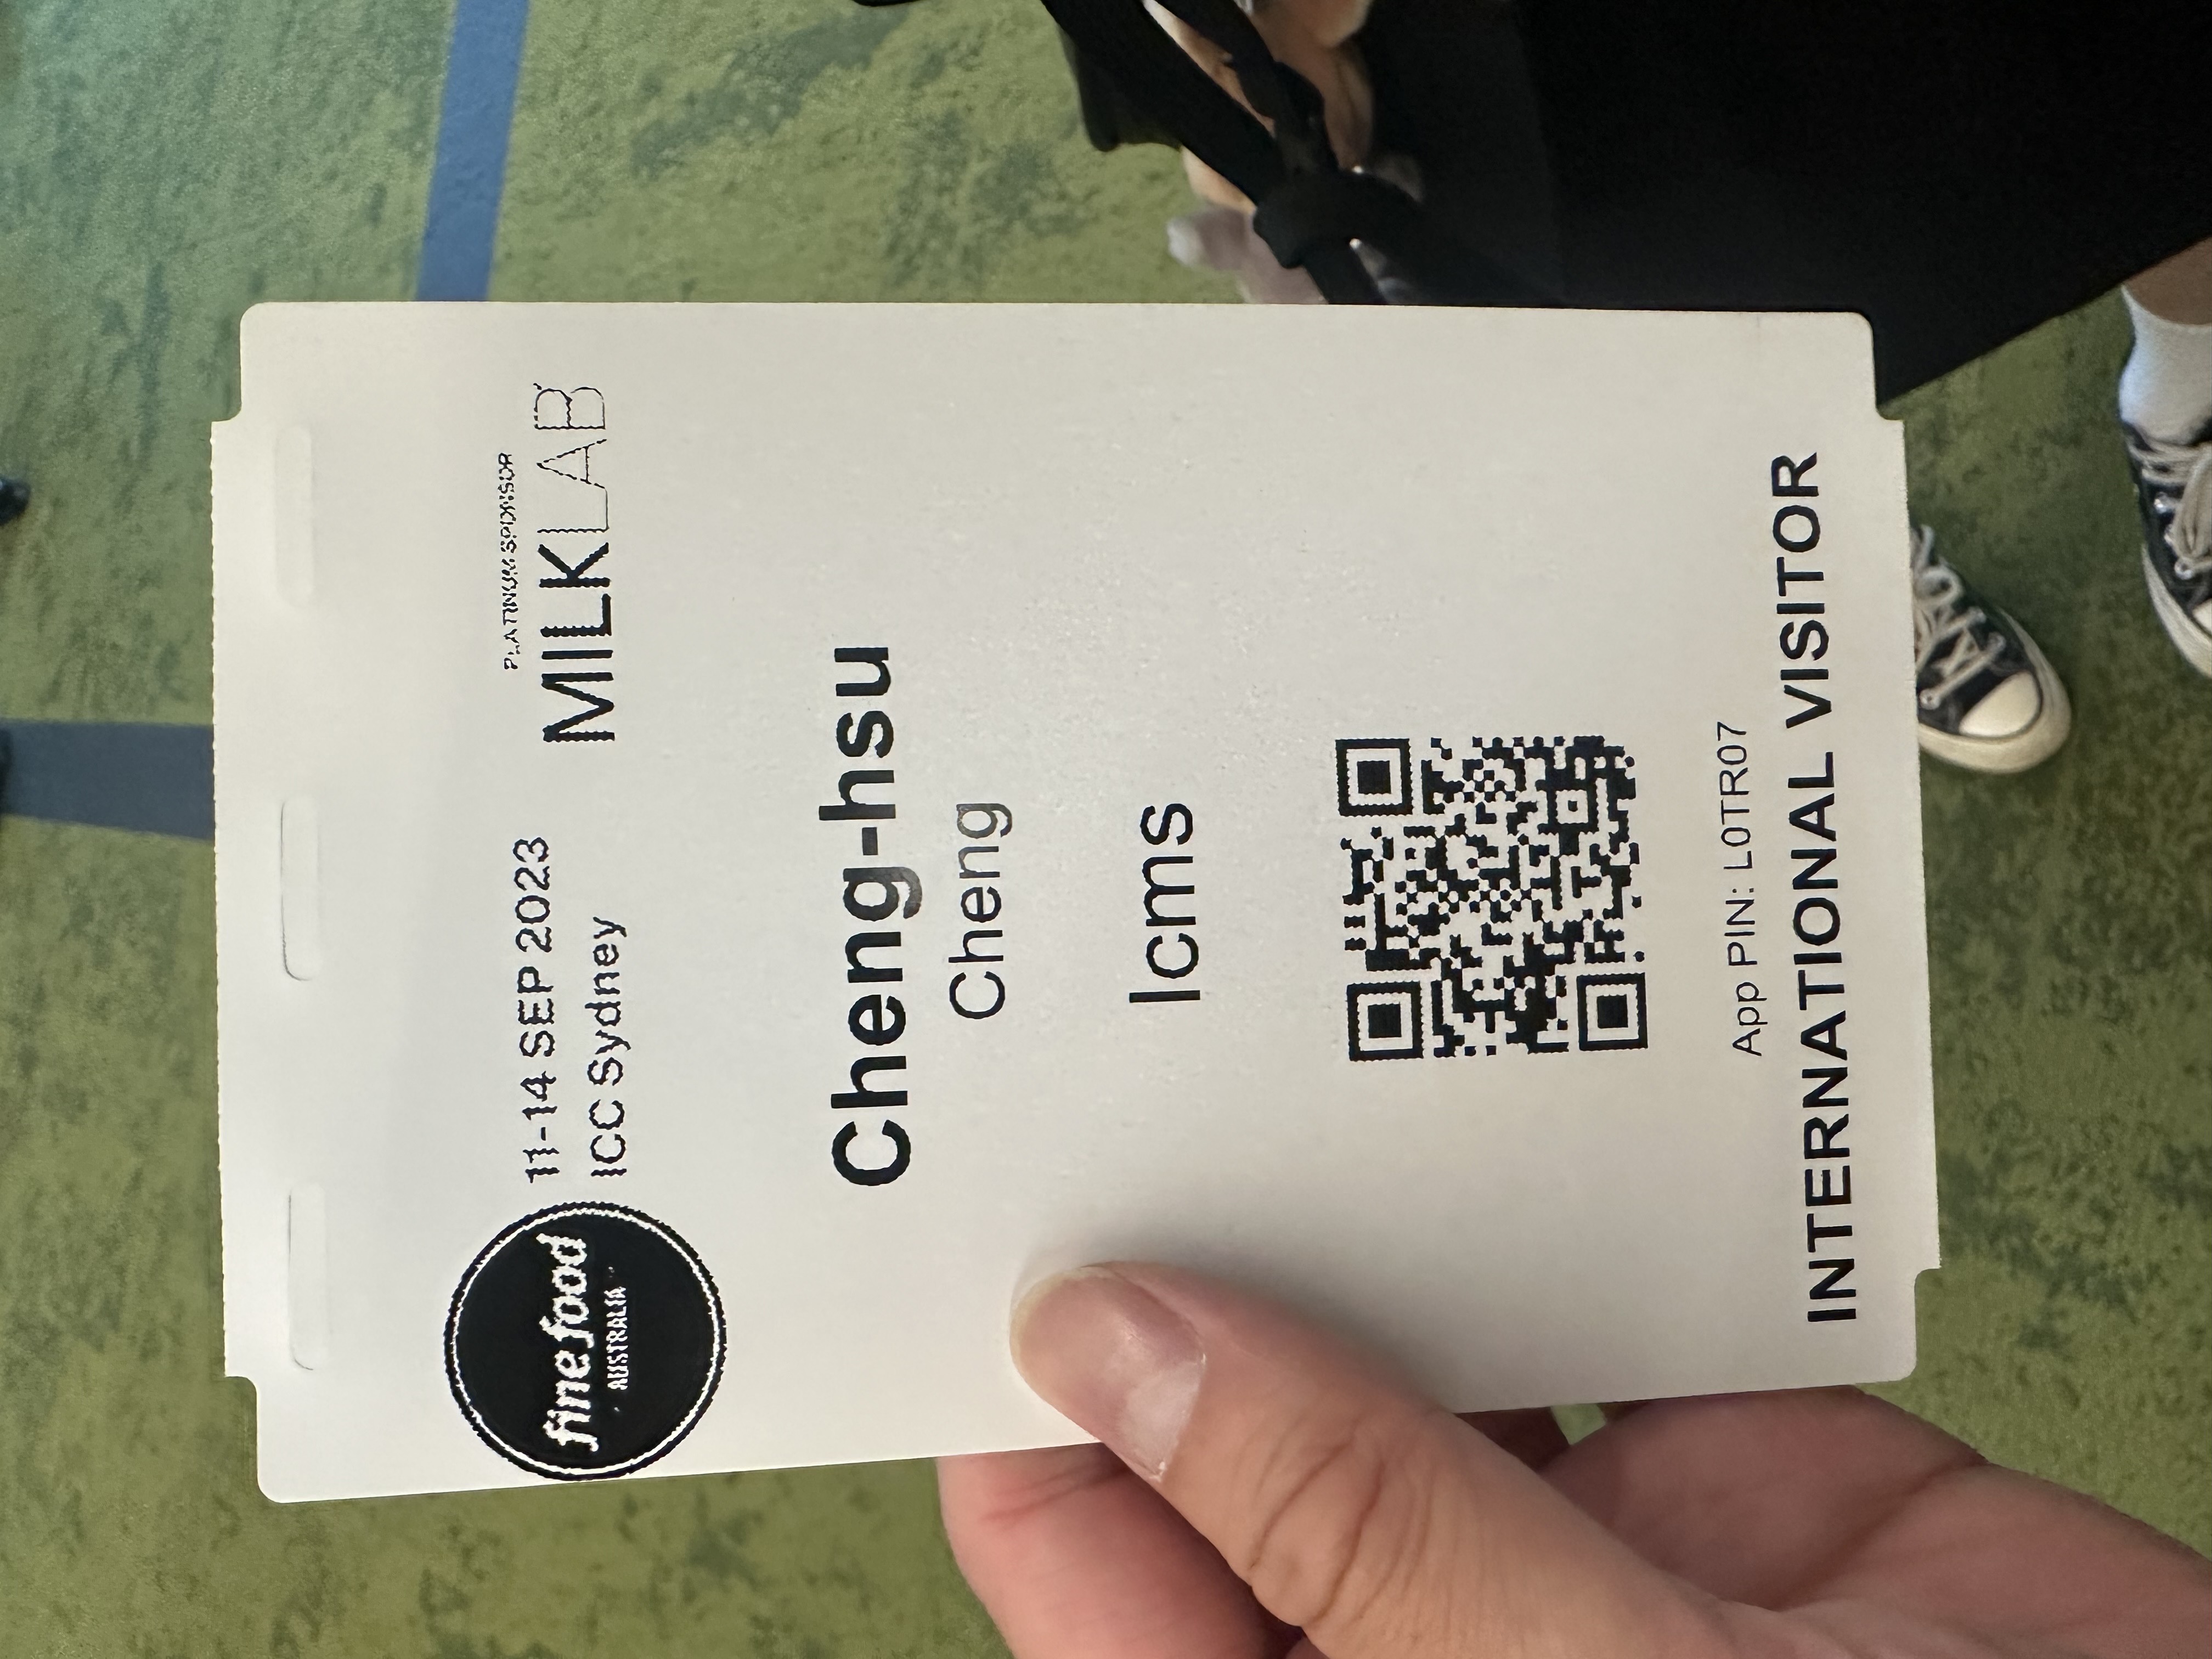 fine food
AUSTRALIA
11-14 SEP 2023
ICC Sydney
PLATINUM SPONSOR
MILKLAB
Cheng-hsu
Cheng
Icms
App PIN: L0TR07
INTERNATIONAL VISITOR